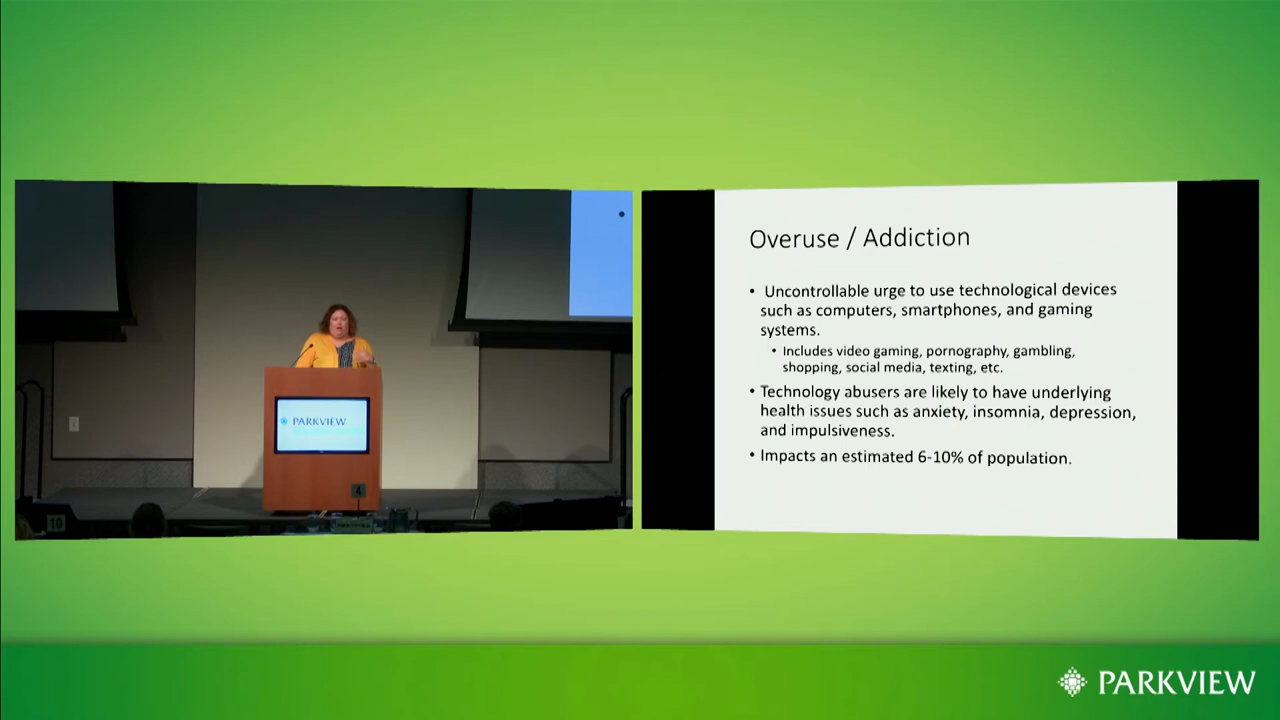 PARKVIEW
4
10
Overuse / Addiction
• Uncontrollable urge to use technological devices
such as computers, smartphones, and gaming
systems.
• Includes video gaming, pornography, gambling,
shopping, social media, texting, etc.
• Technology abusers are likely to have underlying
health issues such as anxiety, insomnia, depression,
and impulsiveness.
• Impacts an estimated 6-10% of population.
PARKVIEW